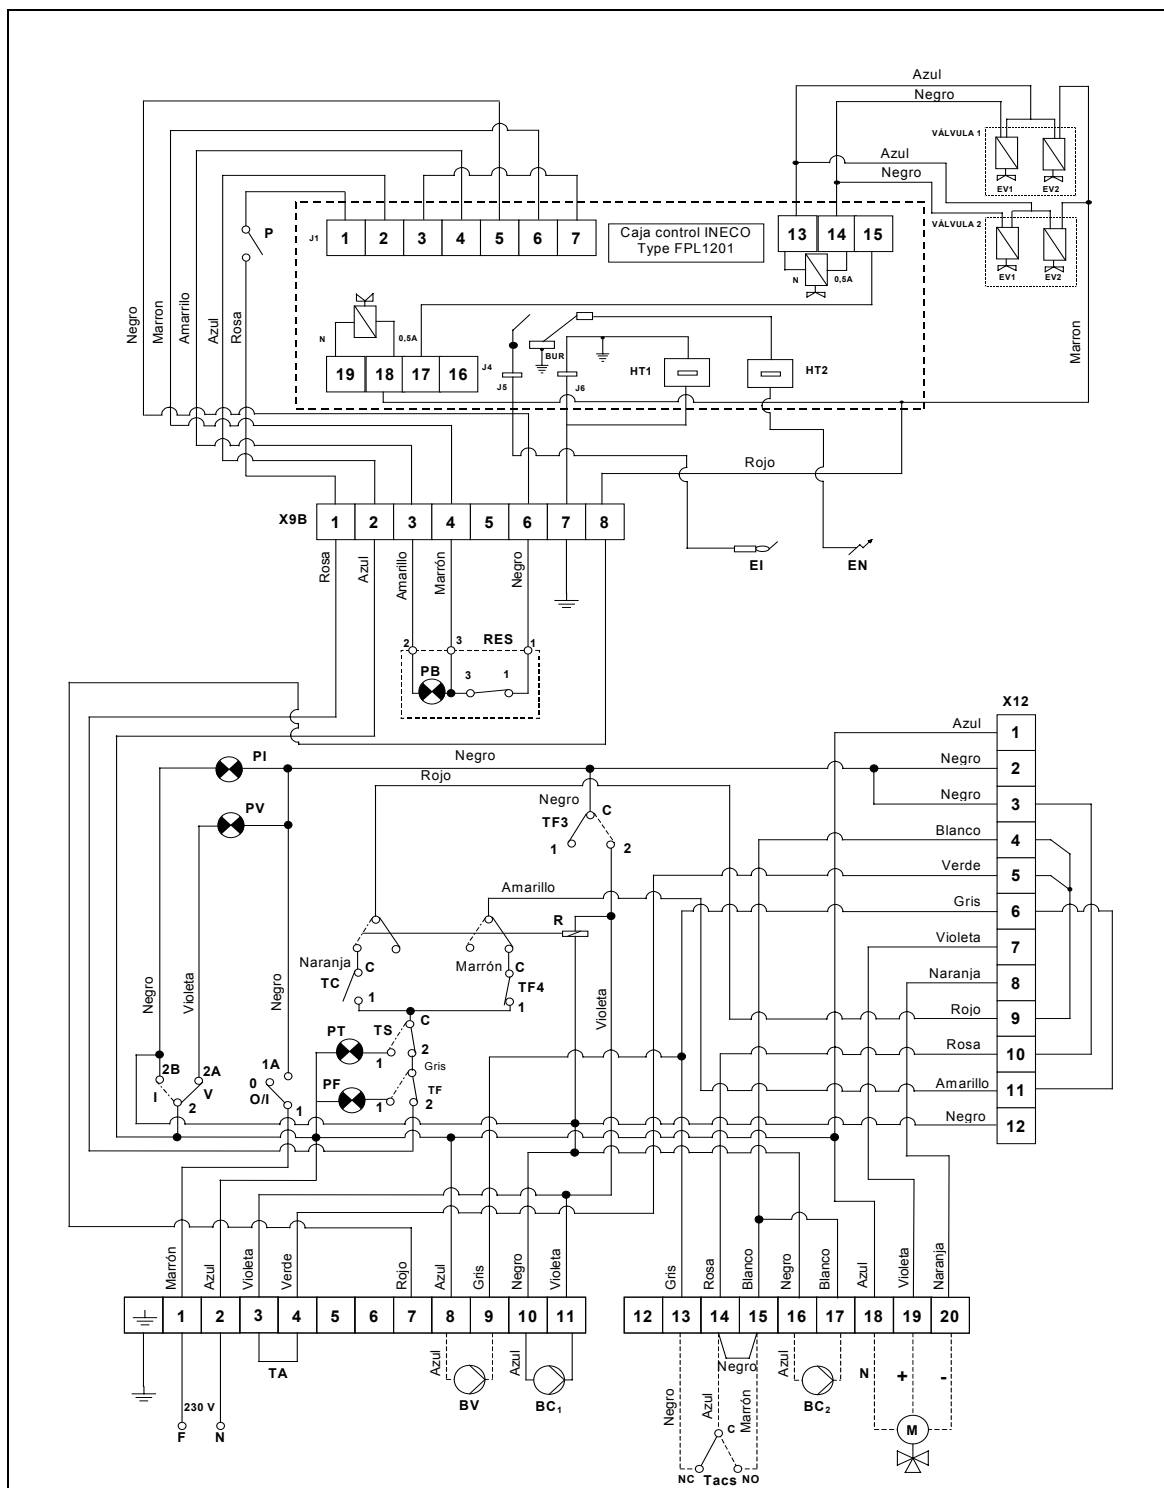 Azul
Negro
VÁLVULA 1
EV1 EV2
Azul
Negro
VÁLVULA 2
EV1 EV2
J1 1 2 3 4 5 6 7
Caja control INECO
Type FPL1201
13 14 15
N 0,5A
P
Negro
Marron
Amarrilo
Azul
Rosa
Marron
N 0,5A
19 18 17 16
J4
J5
BUR
J6
HT1
HT2
Rojo
X9B 1 2 3 4 5 6 7 8
Rosa
Azul
Amarillo
Marrón
Negro
EI
EN
2 3 RES 1
PB 3 1
X12
Azul 1
Negro 2
Negro 3
Blanco 4
Verde 5
Gris 6
Violeta 7
Naranja 8
Rojo 9
Rosa 10
Amarillo 11
Negro 12
PI
Negro
Rojo
PV
Negro C
TF3
1 2
Amarillo
R
Naranja C
TC
1
Marrón C
TF4
1
Negro
Violeta
Negro
Violeta
PT TS C
1 2
Gris
PF TF
1 2
2B 2A
I 2 V
1A
0
O/I 1
Marrón
Azul
Violeta
Verde
Rojo
Azul
Gris
Negro
Violeta
Gris
Rosa
Blanco
Negro
Blanco
Azul
Violeta
Naranja
1 2 3 4 5 6 7 8 9 10 11
12 13 14 15 16 17 18 19 20
TA
230 V
F N
Azul
BV
Azul
BC1
Negro
Negro
Azul
Marrón
C
NC Tacs NO
Azul
BC2
N + -
M